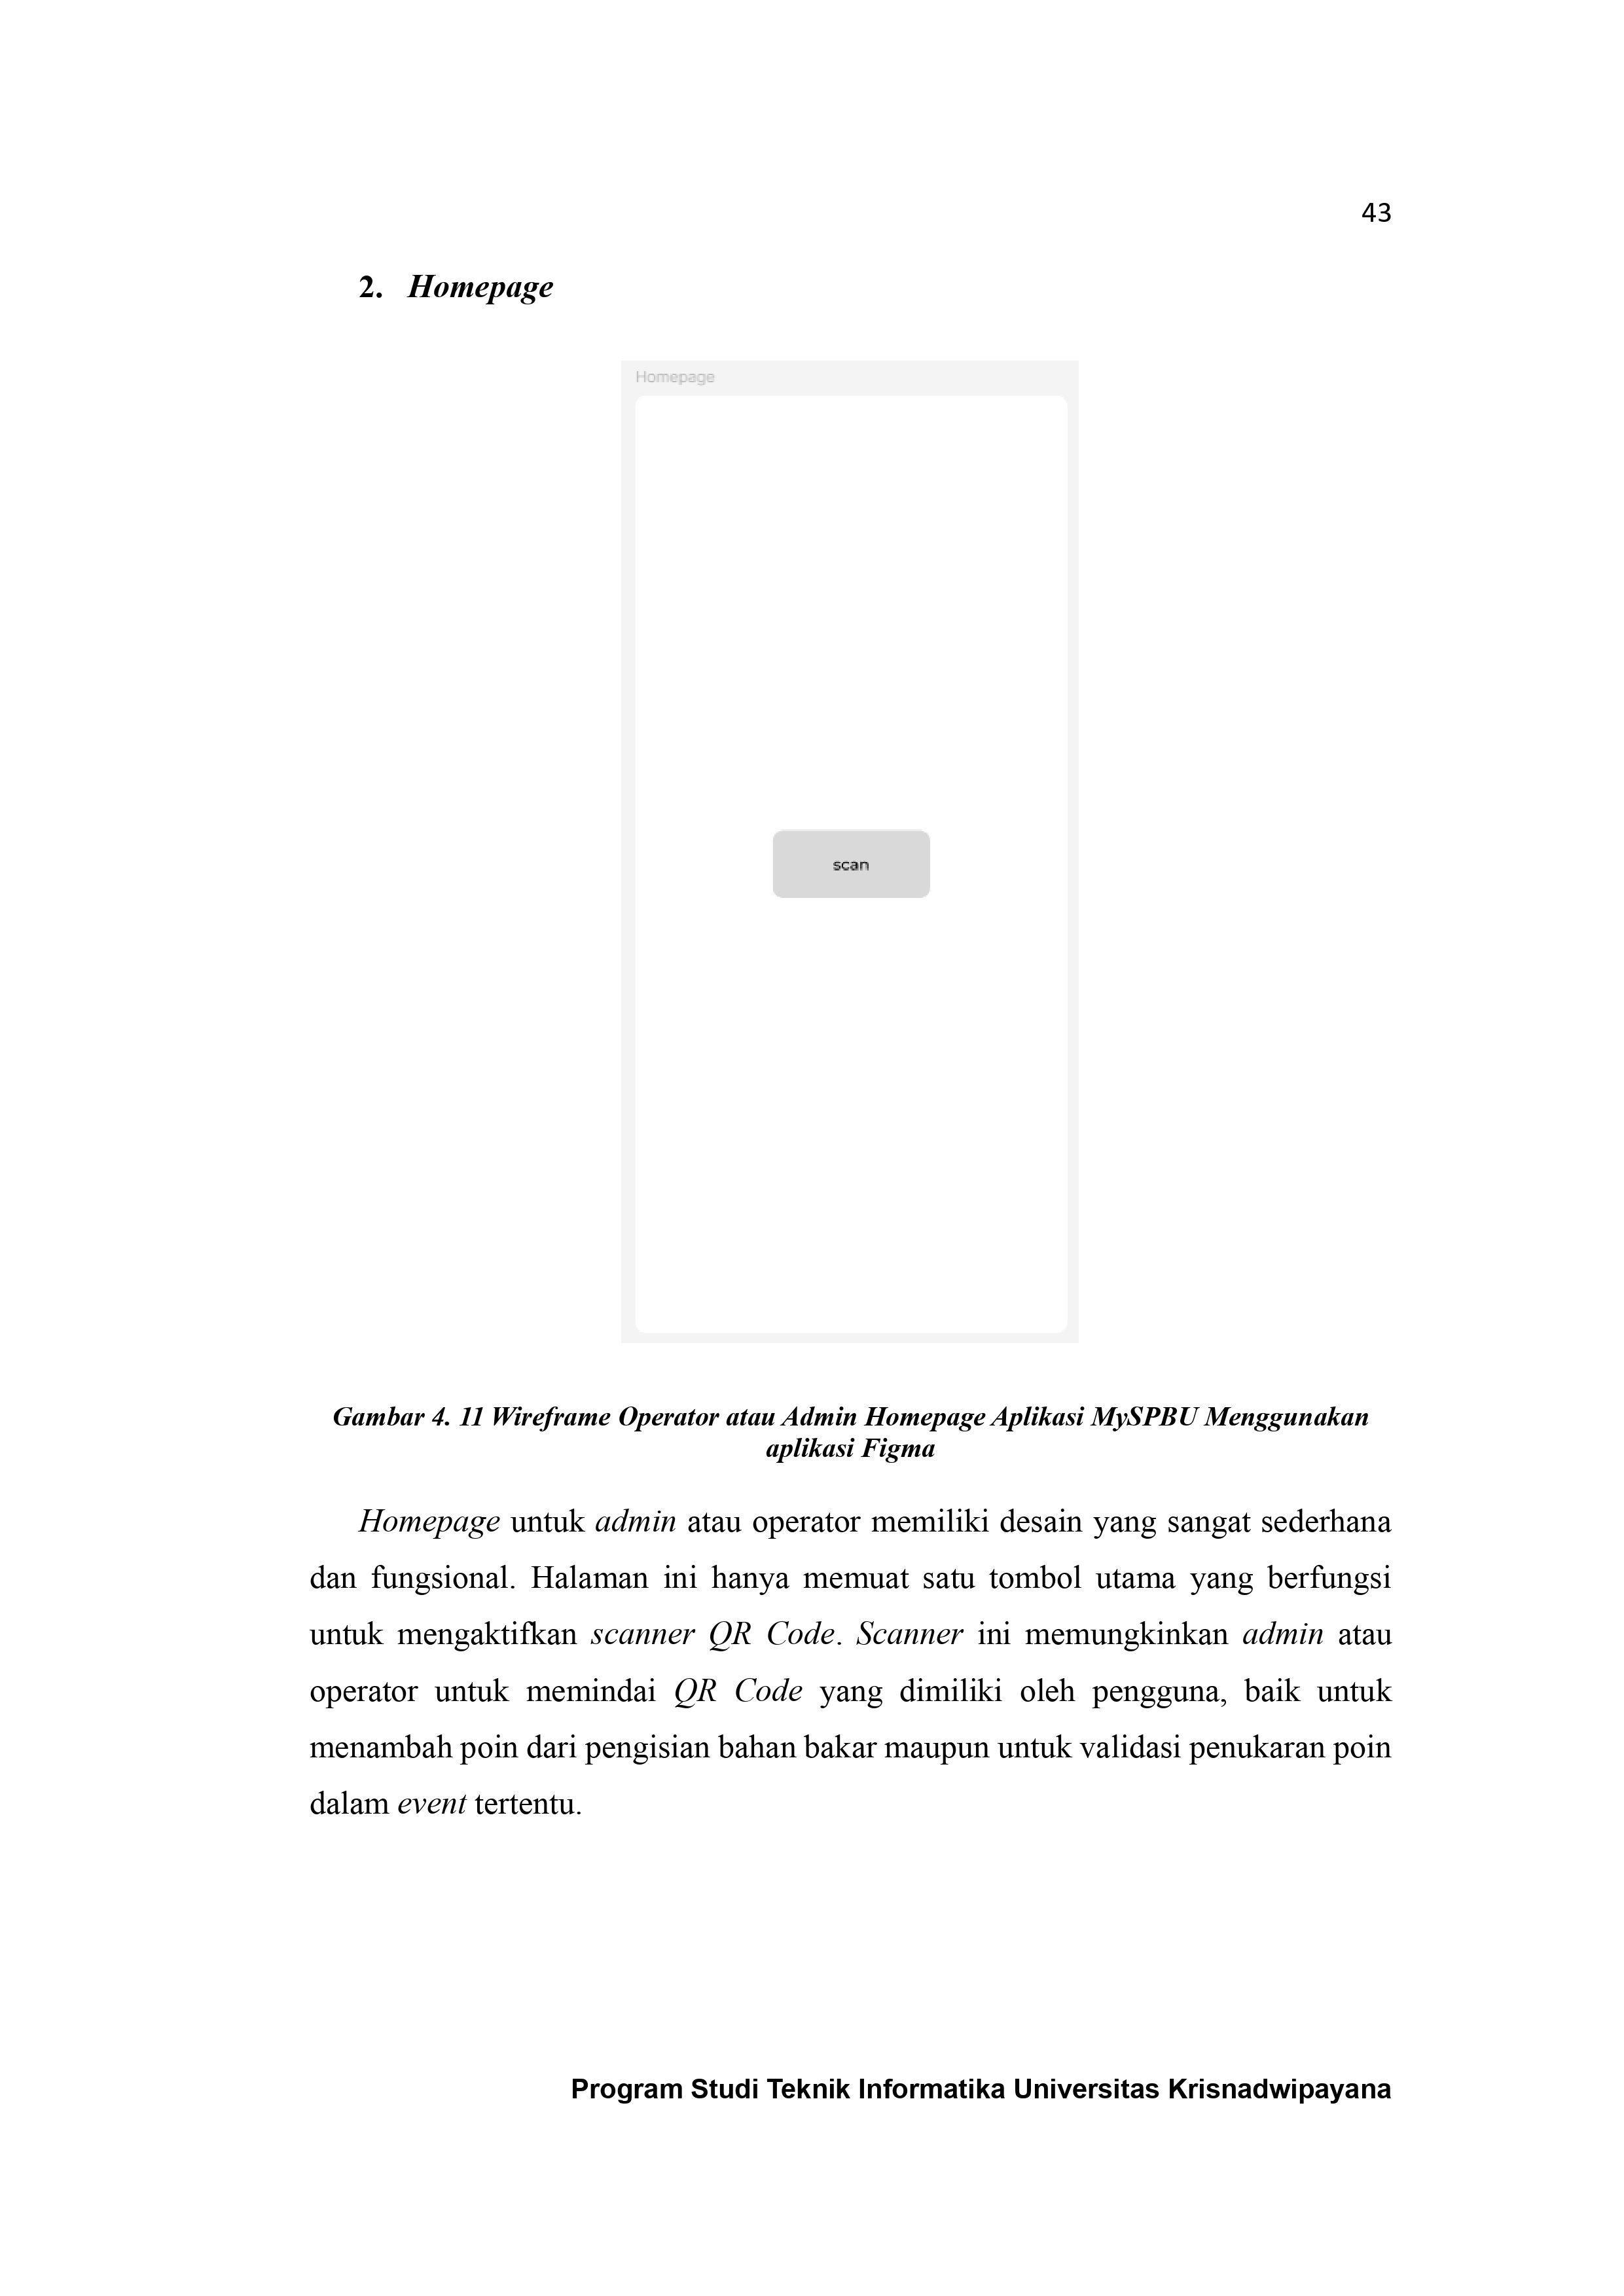 43
2. Homepage
Homepage
scan
Gambar 4. 11 Wireframe Operator atau Admin Homepage Aplikasi MySPBU Menggunakan
aplikasi Figma
Homepage untuk admin atau operator memiliki desain yang sangat sederhana
dan fungsional. Halaman ini hanya memuat satu tombol utama yang berfungsi
untuk mengaktifkan scanner QR Code. Scanner ini memungkinkan admin atau
operator untuk memindai QR Code yang dimiliki oleh pengguna, baik untuk
menambah poin dari pengisian bahan bakar maupun untuk validasi penukaran poin
dalam event tertentu.
Program Studi Teknik Informatika Universitas Krisnadwipayana